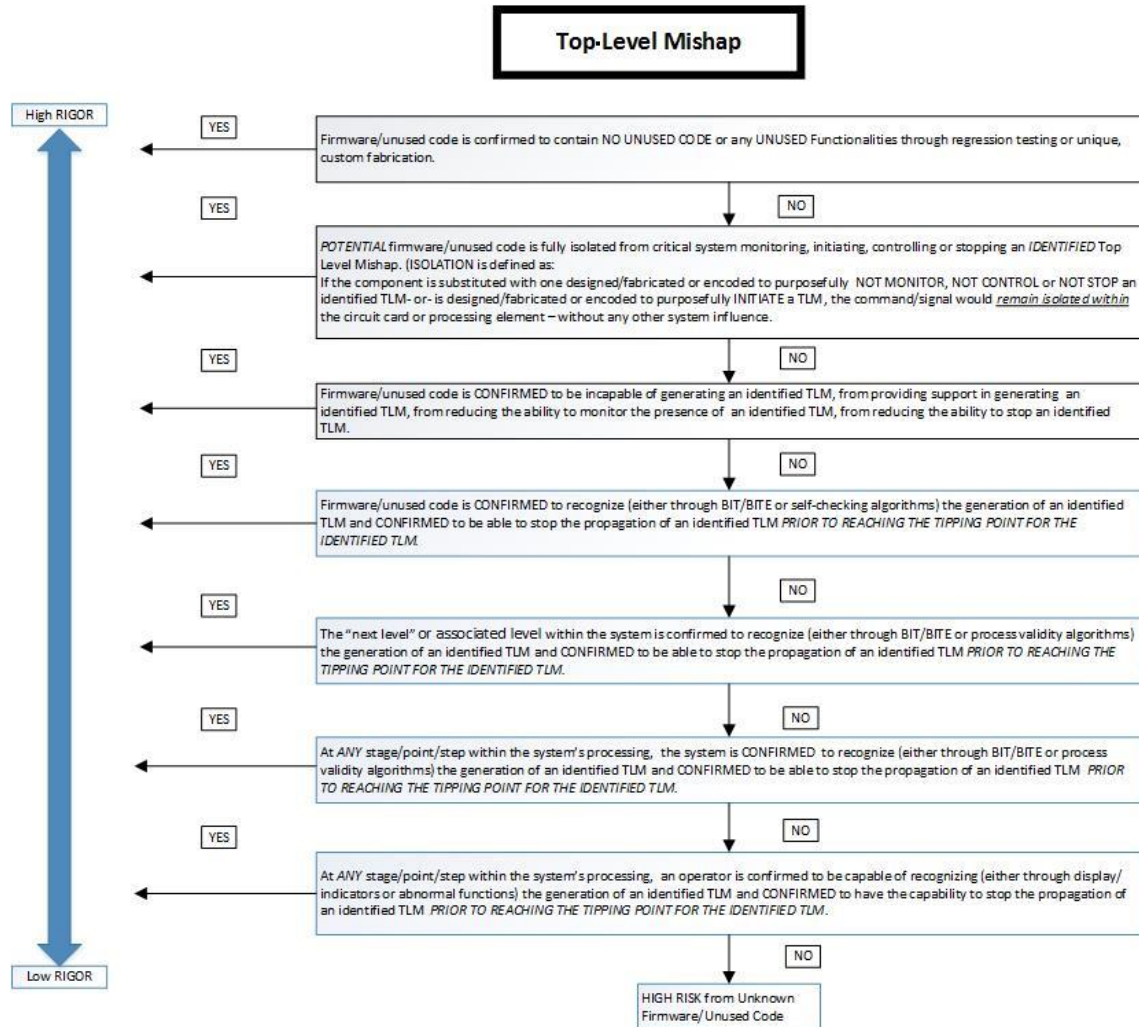 Top-Level Mishap
High RIGOR
YES
Firmware/unused code is confirmed to contain NO UNUSED CODE or any UNUSED Functionalities through regression testing or unique,
custom fabrication.
YES
NO
POTENTIAL firmware/unused code is fully isolated from critical system monitoring, initiating, controlling or stopping an IDENTIFIED Top
Level Mishap. (ISOLATION is defined as:
If the component is substituted with one designed/fabricated or encoded to purposefully NOT MONITOR, NOT CONTROL or NOT STOP an
identified TLM- or- is designed/fabricated or encoded to purposefully INITIATE a TLM, the command/signal would remain isolated within
the circuit card or processing element – without any other system influence.
YES
NO
Firmware/unused code is CONFIRMED to be incapable of generating an identified TLM, from providing support in generating an
identified TLM, from reducing the ability to monitor the presence of an identified TLM, from reducing the ability to stop an identified
TLM.
YES
NO
Firmware/unused code is CONFIRMED to recognize (either through BIT/BITE or self-checking algorithms) the generation of an identified
TLM and CONFIRMED to be able to stop the propagation of an identified TLM PRIOR TO REACHING THE TIPPING POINT FOR THE
IDENTIFIED TLM.
YES
NO
The “next level” or associated level within the system is confirmed to recognize (either through BIT/BITE or process validity algorithms)
the generation of an identified TLM and CONFIRMED to be able to stop the propagation of an identified TLM PRIOR TO REACHING THE
TIPPING POINT FOR THE IDENTIFIED TLM.
YES
NO
At ANY stage/point/step within the system’s processing, the system is CONFIRMED to recognize (either through BIT/BITE or process
validity algorithms) the generation of an identified TLM and CONFIRMED to be able to stop the propagation of an identified TLM PRIOR
TO REACHING THE TIPPING POINT FOR THE IDENTIFIED TLM.
YES
NO
At ANY stage/point/step within the system’s processing, an operator is confirmed to be capable of recognizing (either through display/
indicators or abnormal functions) the generation of an identified TLM and CONFIRMED to have the capability to stop the propagation of
an identified TLM PRIOR TO REACHING THE TIPPING POINT FOR THE IDENTIFIED TLM.
NO
Low RIGOR
HIGH RISK from Unknown
Firmware/Unused Code